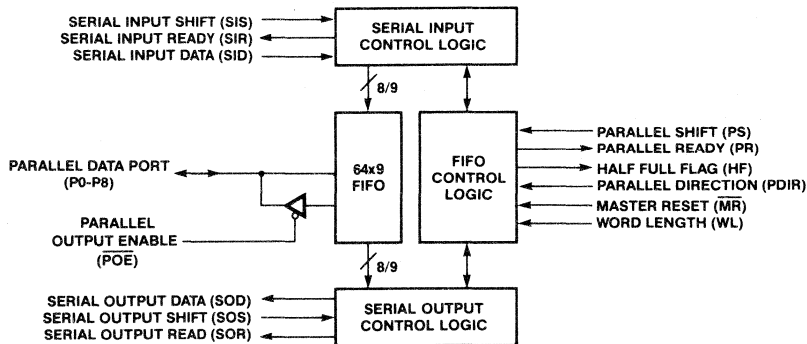 SERIAL INPUT SHIFT (SIS)
SERIAL INPUT READY (SIR)
SERIAL INPUT DATA (SID)
SERIAL INPUT
CONTROL LOGIC
8/9
PARALLEL DATA PORT
(P0-P8)
PARALLEL
OUTPUT ENABLE
(P̅O̅E̅)
64x9
FIFO
FIFO
CONTROL
LOGIC
PARALLEL SHIFT (PS)
PARALLEL READY (PR)
HALF FULL FLAG (HF)
PARALLEL DIRECTION (PDIR)
MASTER RESET (M̅R̅)
WORD LENGTH (WL)
8/9
SERIAL OUTPUT DATA (SOD)
SERIAL OUTPUT SHIFT (SOS)
SERIAL OUTPUT READ (SOR)
SERIAL OUTPUT
CONTROL LOGIC